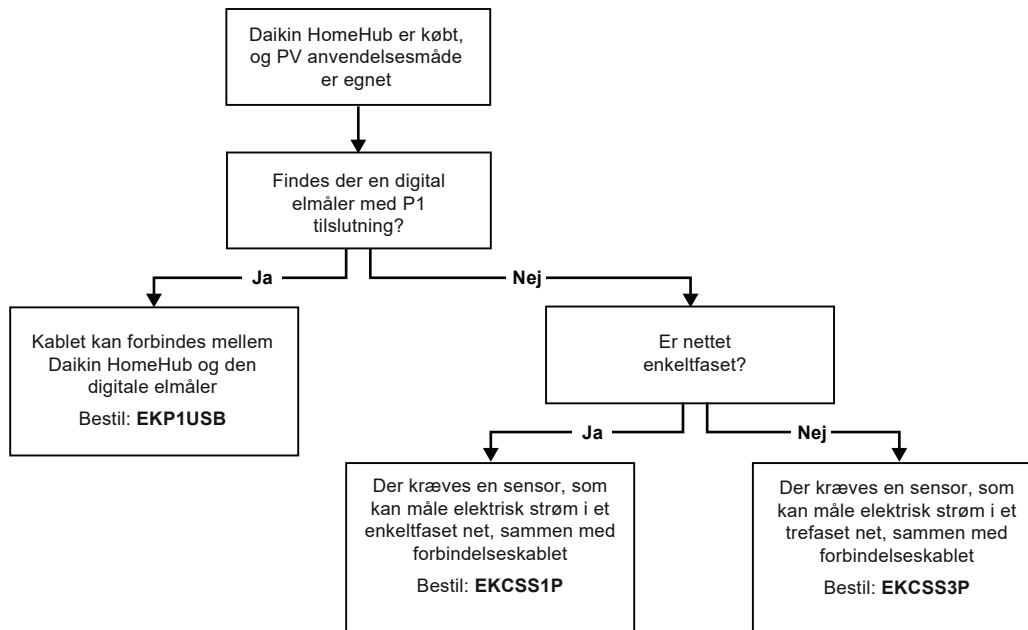 Daikin HomeHub er købt,
og PV anvendelsesmåde
er egnet
Findes der en digital
elmåler med P1
tilslutning?
Ja
Nej
Kablet kan forbindes mellem
Daikin HomeHub og den
digitale elmåler
Bestil: EKP1USB
Er nettet
enkeltfaset?
Ja
Nej
Der kræves en sensor, som
kan måle elektrisk strøm i et
enkeltfaset net, sammen med
forbindelseskablet
Bestil: EKCSS1P
Der kræves en sensor, som
kan måle elektrisk strøm i et
trefaset net, sammen med
forbindelseskablet
Bestil: EKCSS3P